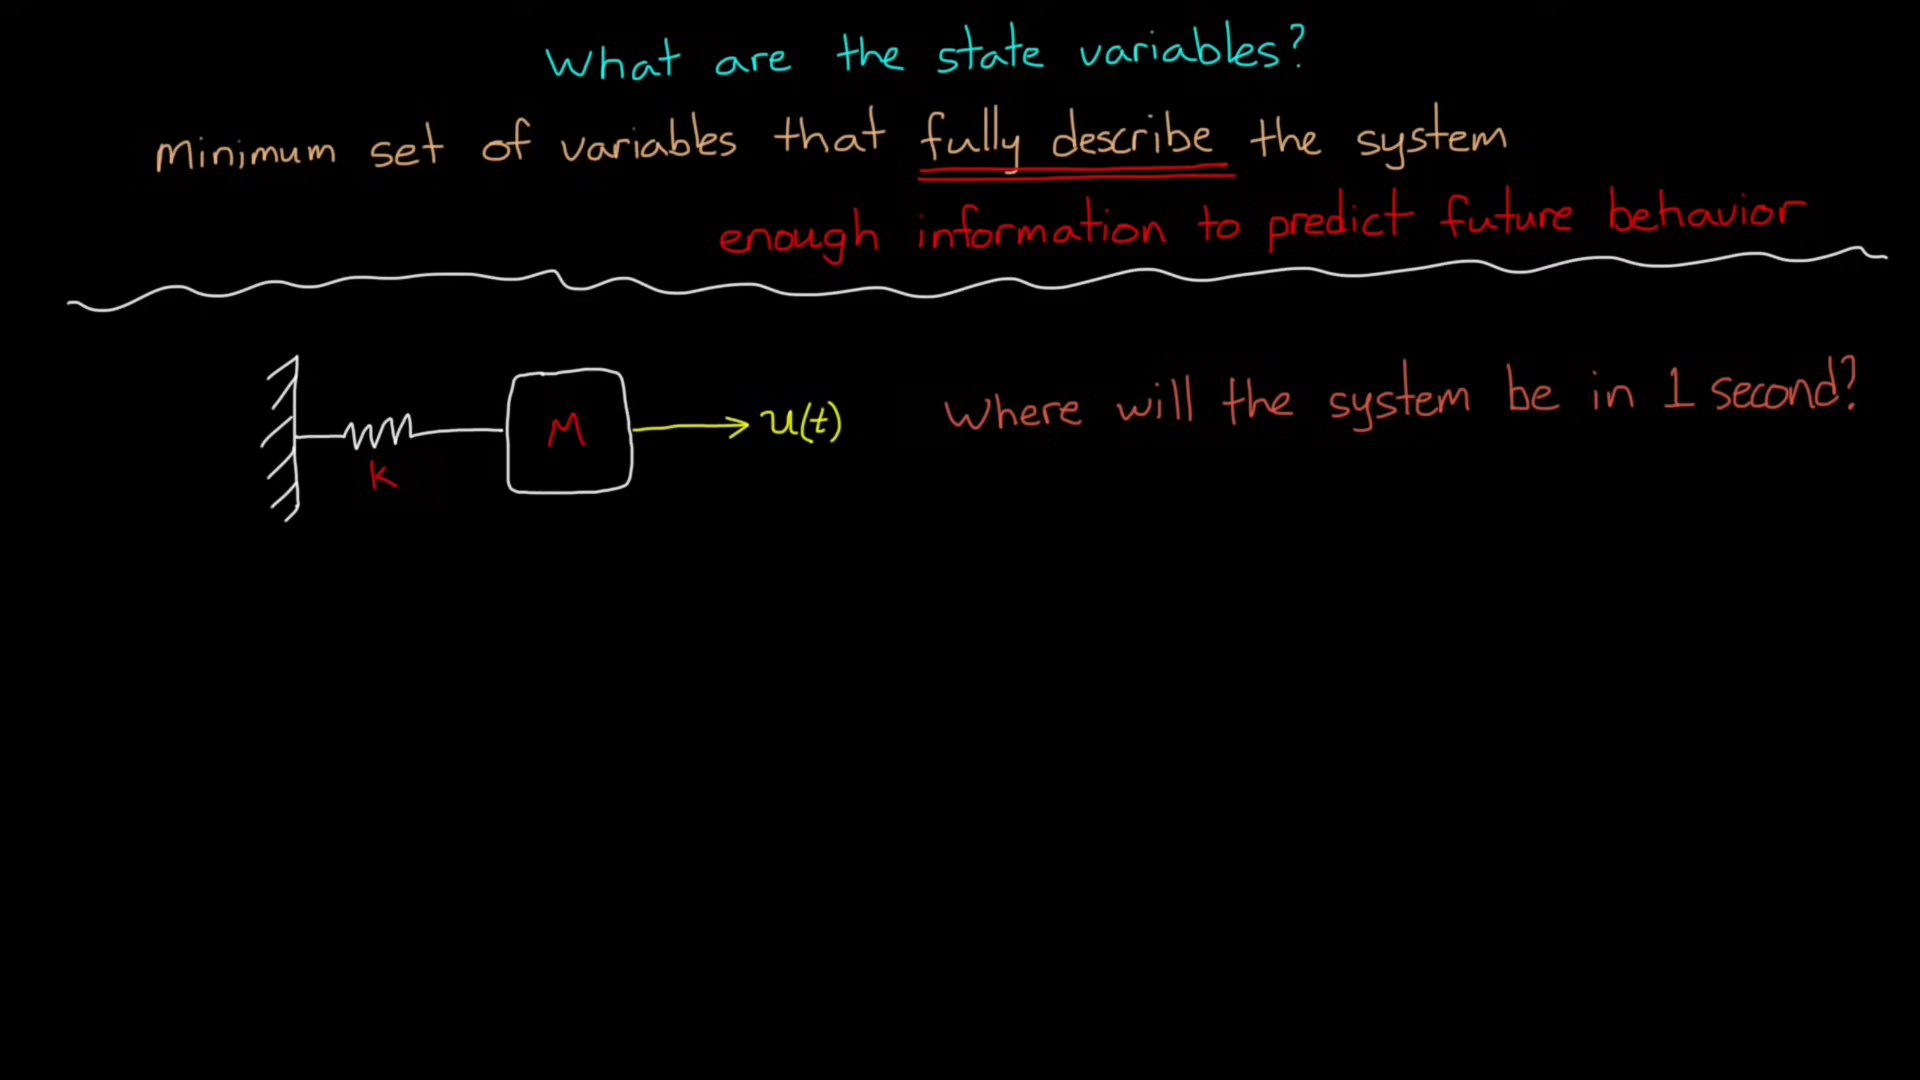 What are the state variables?
Minimum set of variables that fully describe the system
enough information to predict future behavior
M
u(t)
Where will the system be in 1 second?
k